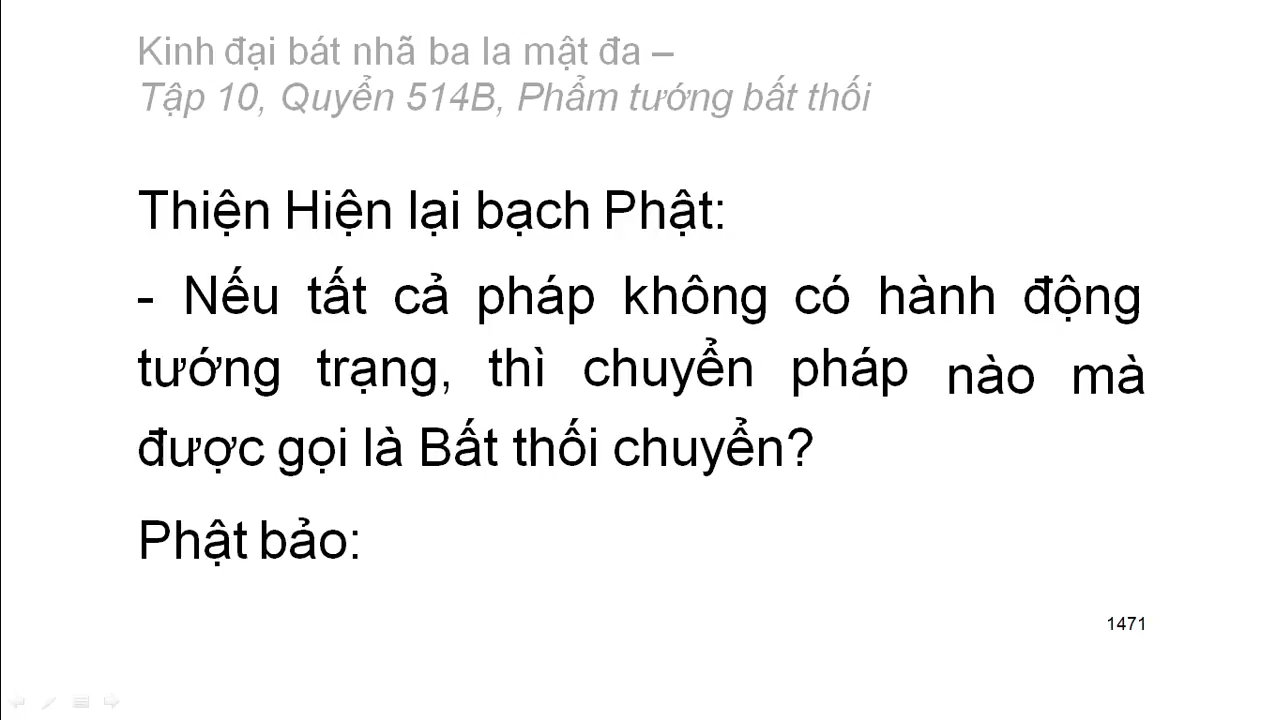 Kinh đại bát nhã ba la mật đa –
Tập 10, Quyển 514B, Phẩm tướng bất thối
Thiện Hiện lại bạch Phật:
- Nếu tất cả pháp không có hành động
tướng trạng, thì chuyển pháp nào mà
được gọi là Bất thối chuyển?
Phật bảo:
1471